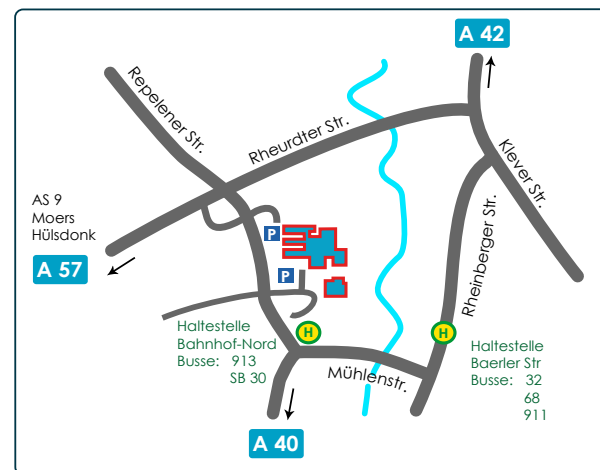 A 42
Repelener Str.
Rheurdter Str.
Klever Str.
AS 9
Moers
Hülsdonk
A 57
P
P
Rheinberger Str.
H
H
Haltestelle
Bahnhof-Nord
Busse: 913
SB 30
Mühlenstr.
Haltestelle
Baerler Str
Busse: 32
68
911
A 40